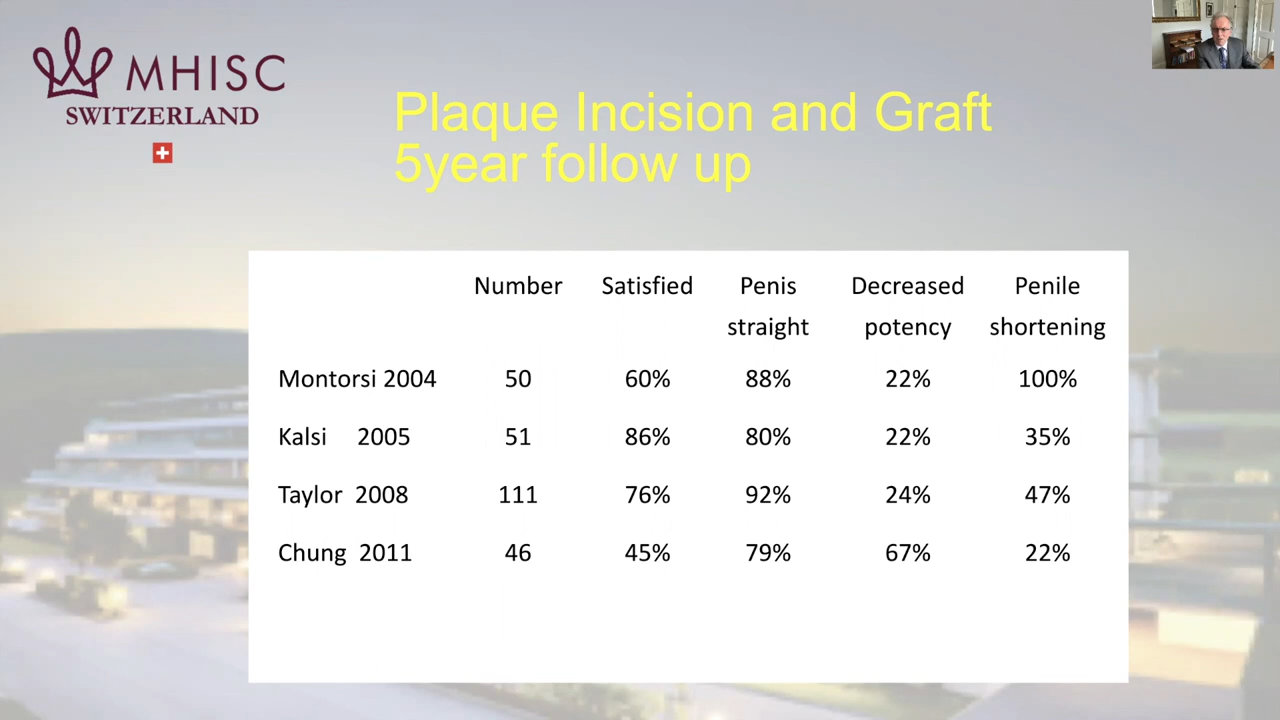 MHISC
SWITZERLAND
Plaque Incision and Graft
5year follow up
Number Satisfied Penis Decreased Penile
straight potency shortening
Montorsi 2004 50 60% 88% 22% 100%
Kalsi 2005 51 86% 80% 22% 35%
Taylor 2008 111 76% 92% 24% 47%
Chung 2011 46 45% 79% 67% 22%